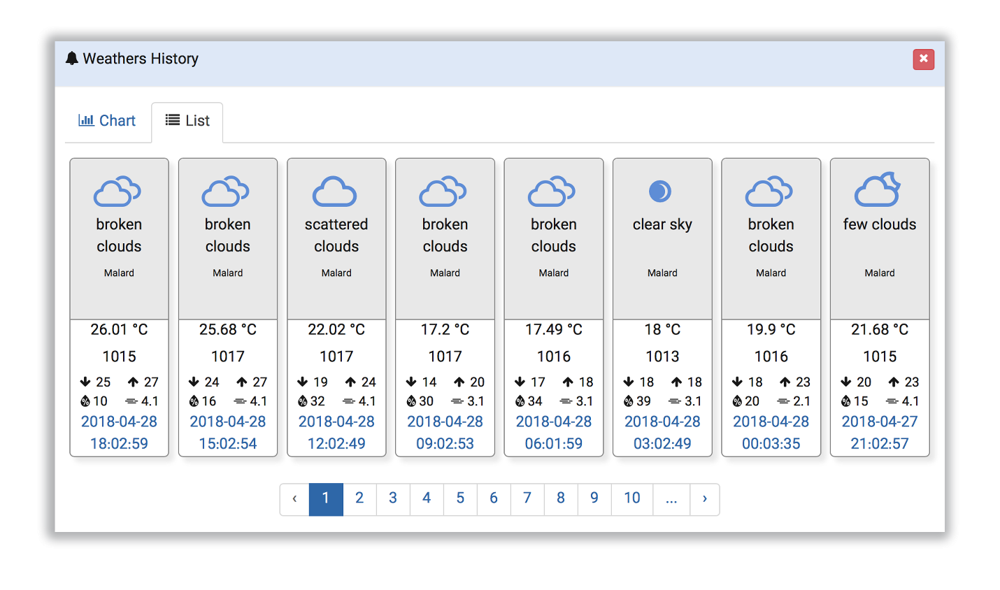 Weathers History
Chart
List
broken
clouds
Malard
26.01 °C
1015
25 27
% 10 4.1
2018-04-28
18:02:59
broken
clouds
Malard
25.68 °C
1017
24 27
% 16 4.1
2018-04-28
15:02:54
scattered
clouds
Malard
22.02 °C
1017
19 24
% 32 4.1
2018-04-28
12:02:49
broken
clouds
Malard
17.2 °C
1017
14 20
% 30 3.1
2018-04-28
09:02:53
broken
clouds
Malard
17.49 °C
1016
17 18
% 34 3.1
2018-04-28
06:01:59
clear sky
Malard
18 °C
1013
18 18
% 39 3.1
2018-04-28
03:02:49
broken
clouds
Malard
19.9 °C
1016
18 23
% 20 2.1
2018-04-28
00:03:35
few clouds
Malard
21.68 °C
1015
20 23
% 15 4.1
2018-04-27
21:02:57
‹ 1 2 3 4 5 6 7 8 9 10 ... ›